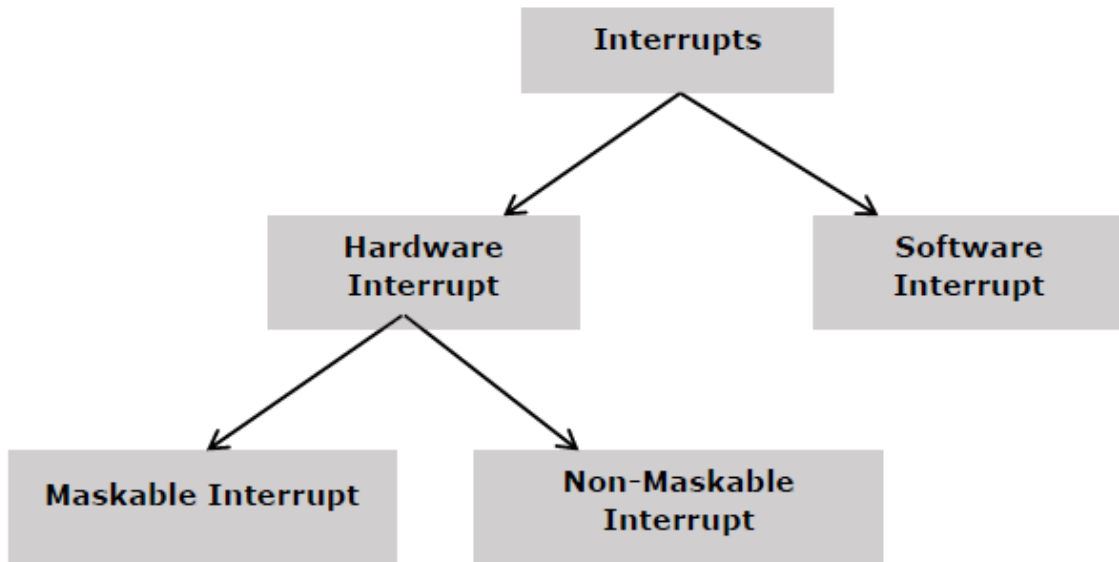 Interrupts
Hardware
Interrupt
Software
Interrupt
Maskable Interrupt
Non-Maskable
Interrupt